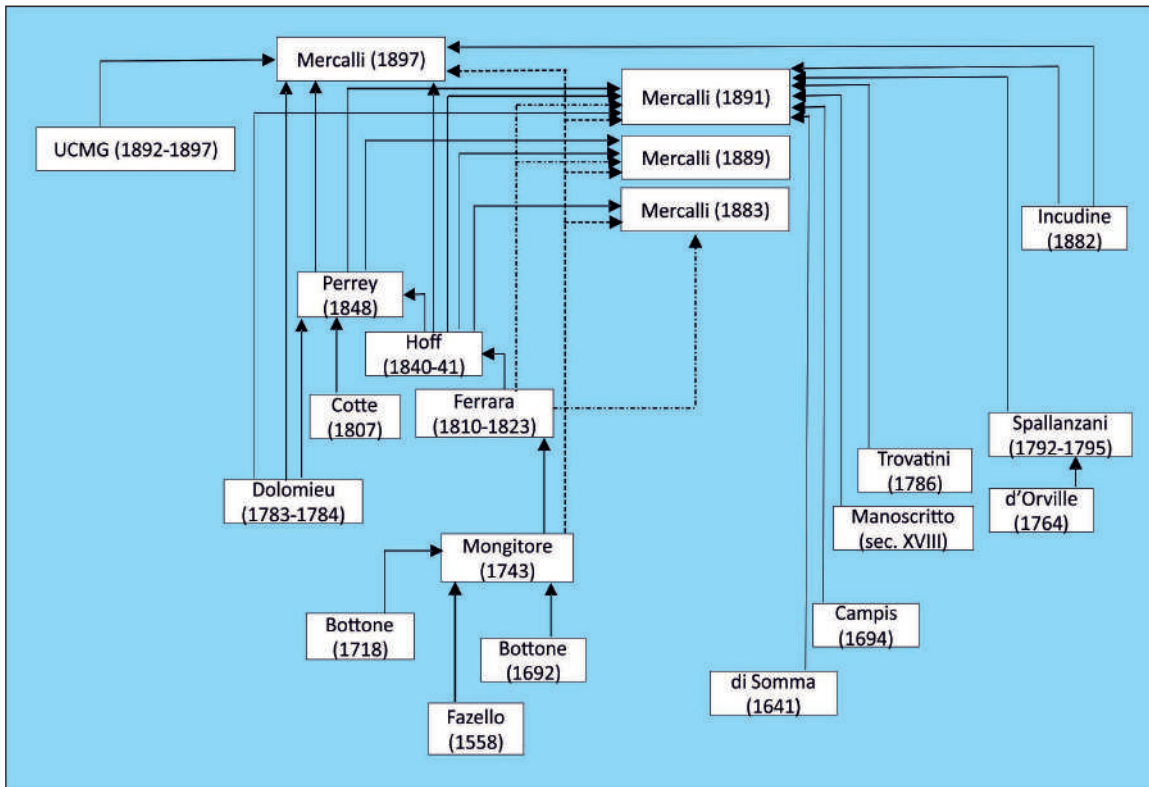 Mercalli (1897)
Mercalli (1891)
UCMG (1892-1897)
Mercalli (1889)
Mercalli (1883)
Incudine
(1882)
Perrey
(1848)
Hoff
(1840-41)
Cotte
(1807)
Ferrara
(1810-1823)
Spallanzani
(1792-1795)
Trovatini
(1786)
Dolomieu
(1783-1784)
d'Orville
(1764)
Manoscritto
(sec. XVIII)
Mongitore
(1743)
Bottone
(1718)
Campis
(1694)
Bottone
(1692)
di Somma
(1641)
Fazello
(1558)